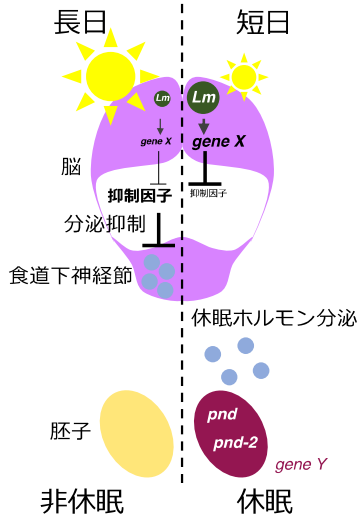 長日
短日
Lm
Lm
gene X
gene X
脳
抑制因子
抑制因子
分泌抑制
食道下神経節
休眠ホルモン分泌
胚子
pnd
pnd-2
gene Y
非休眠
休眠